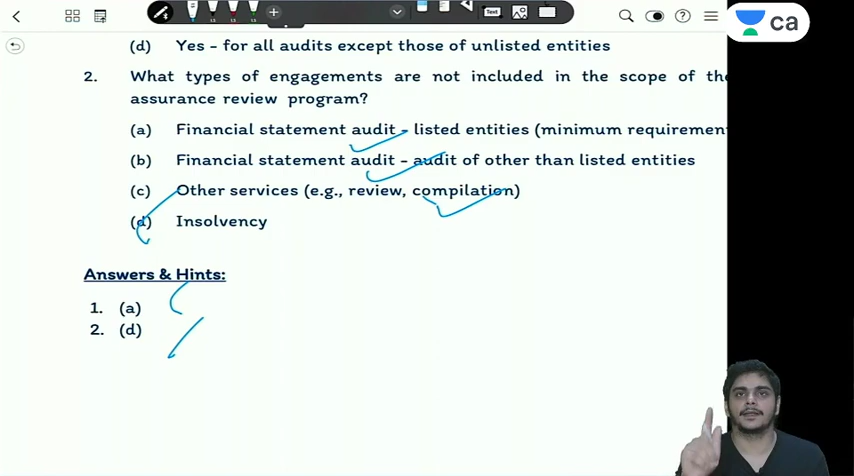 Text
ca
(d) Yes - for all audits except those of unlisted entities
2. What types of engagements are not included in the scope of the
assurance review program?
(a) Financial statement audit - listed entities (minimum requirement
(b) Financial statement audit - audit of other than listed entities
(c) Other services (e.g., review, compilation)
(d) Insolvency
Answers & Hints:
1. (a)
2. (d)